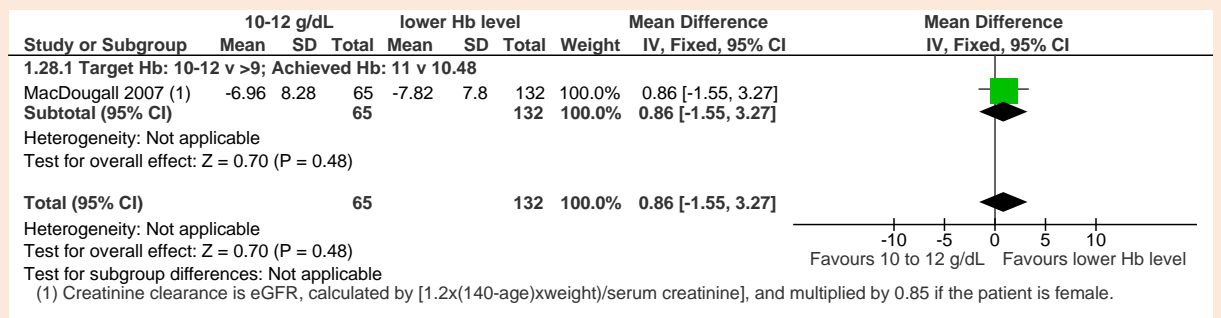 10-12 g/dL lower Hb level Mean Difference Mean Difference
Study or Subgroup Mean SD Total Mean SD Total Weight IV, Fixed, 95% CI IV, Fixed, 95% CI
1.28.1 Target Hb: 10-12 v >9; Achieved Hb: 11 v 10.48
MacDougall 2007 (1) -6.96 8.28 65 -7.82 7.8 132 100.0% 0.86 [-1.55, 3.27]
Subtotal (95% CI) 65 132 100.0% 0.86 [-1.55, 3.27]
Heterogeneity: Not applicable
Test for overall effect: Z = 0.70 (P = 0.48)
Total (95% CI) 65 132 100.0% 0.86 [-1.55, 3.27]
Heterogeneity: Not applicable
Test for overall effect: Z = 0.70 (P = 0.48)
Test for subgroup differences: Not applicable
-10 -5 0 5 10
Favours 10 to 12 g/dL Favours lower Hb level
(1) Creatinine clearance is eGFR, calculated by [1.2x(140-age)xweight)/serum creatinine], and multiplied by 0.85 if the patient is female.